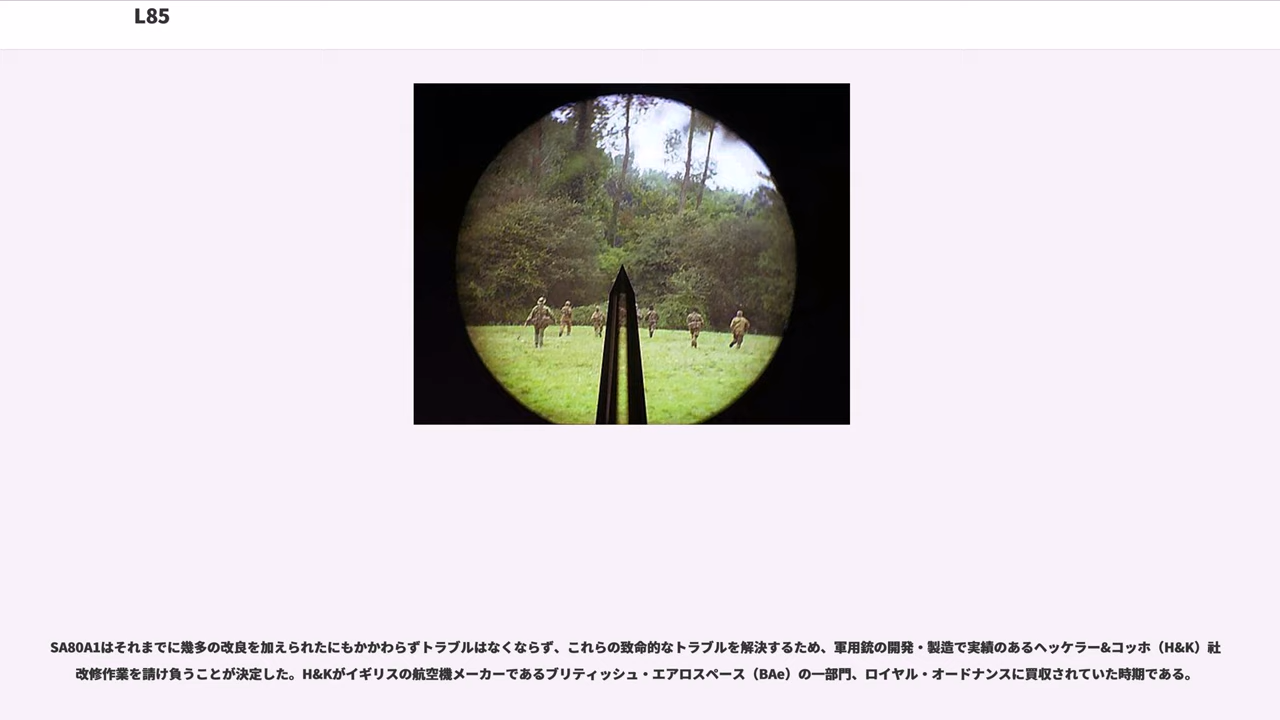 L85
SA80A1はそれまでに幾多の改良を加えられたにもかかわらずトラブルはなくならず、これらの致命的なトラブルを解決するため、軍用銃の開発・製造で実績のあるヘッケラー&コッホ（H&K）社
改修作業を請け負うことが決定した。H&Kがイギリスの航空機メーカーであるブリティッシュ・エアロスペース（BAe）の一部門、ロイヤル・オードナンスに買収されていた時期である。